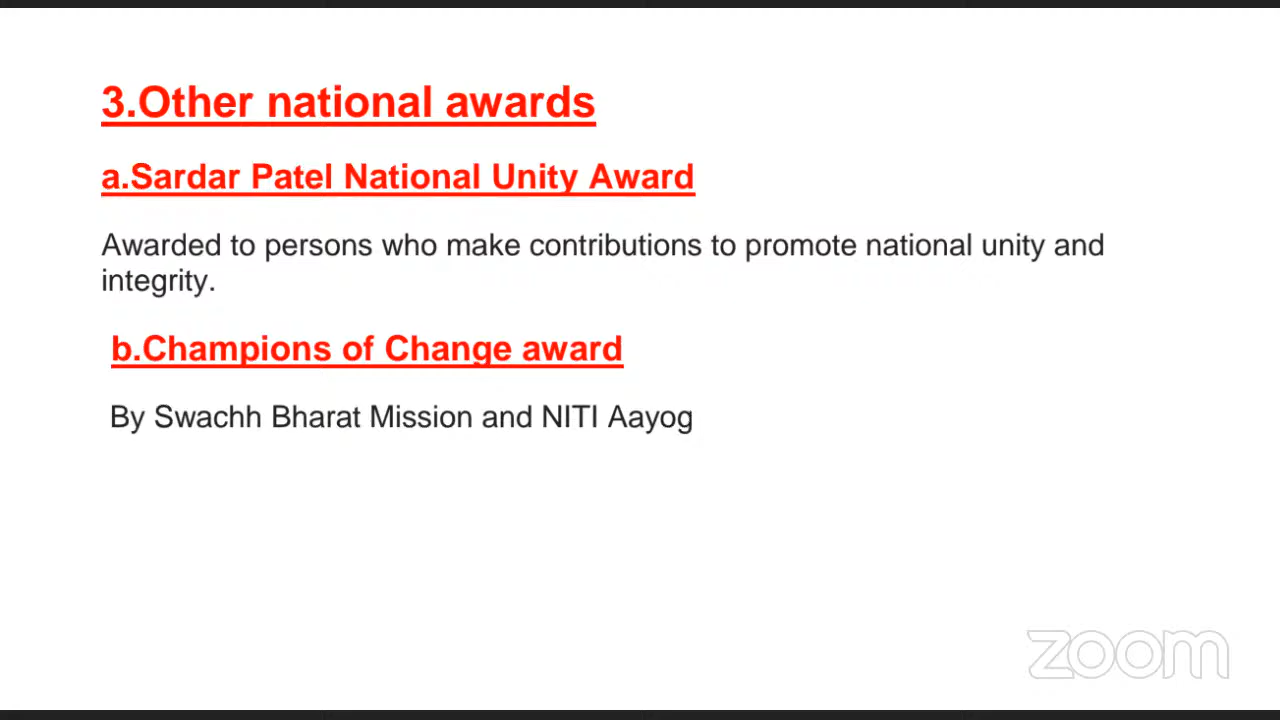 3.Other national awards
a.Sardar Patel National Unity Award
Awarded to persons who make contributions to promote national unity and
integrity.
b.Champions of Change award
By Swachh Bharat Mission and NITI Aayog
zoom